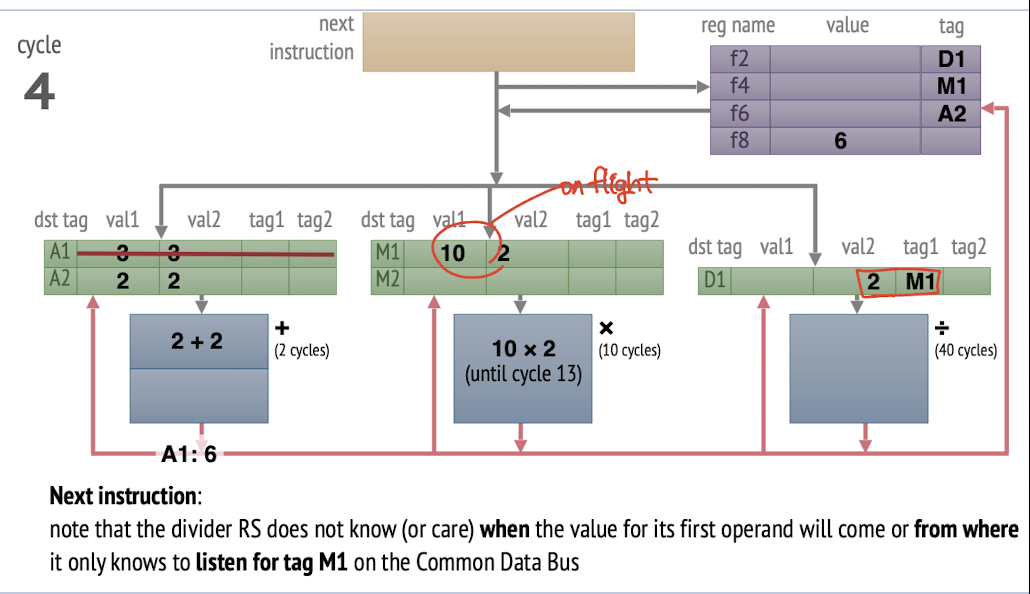 cycle
4
next
instruction
reg name value tag
f2 D1
f4 M1
f6 A2
f8 6
on flight
dst tag val1 val2 tag1 tag2
A1 3 3
A2 2 2
dst tag val1 val2 tag1 tag2
M1 10 2
M2
dst tag val1 val2 tag1 tag2
D1 2 M1
2 + 2
+
(2 cycles)
10 × 2
(until cycle 13)
×
(10 cycles)
÷
(40 cycles)
A1: 6
Next instruction:
note that the divider RS does not know (or care) when the value for its first operand will come or from where
it only knows to listen for tag M1 on the Common Data Bus